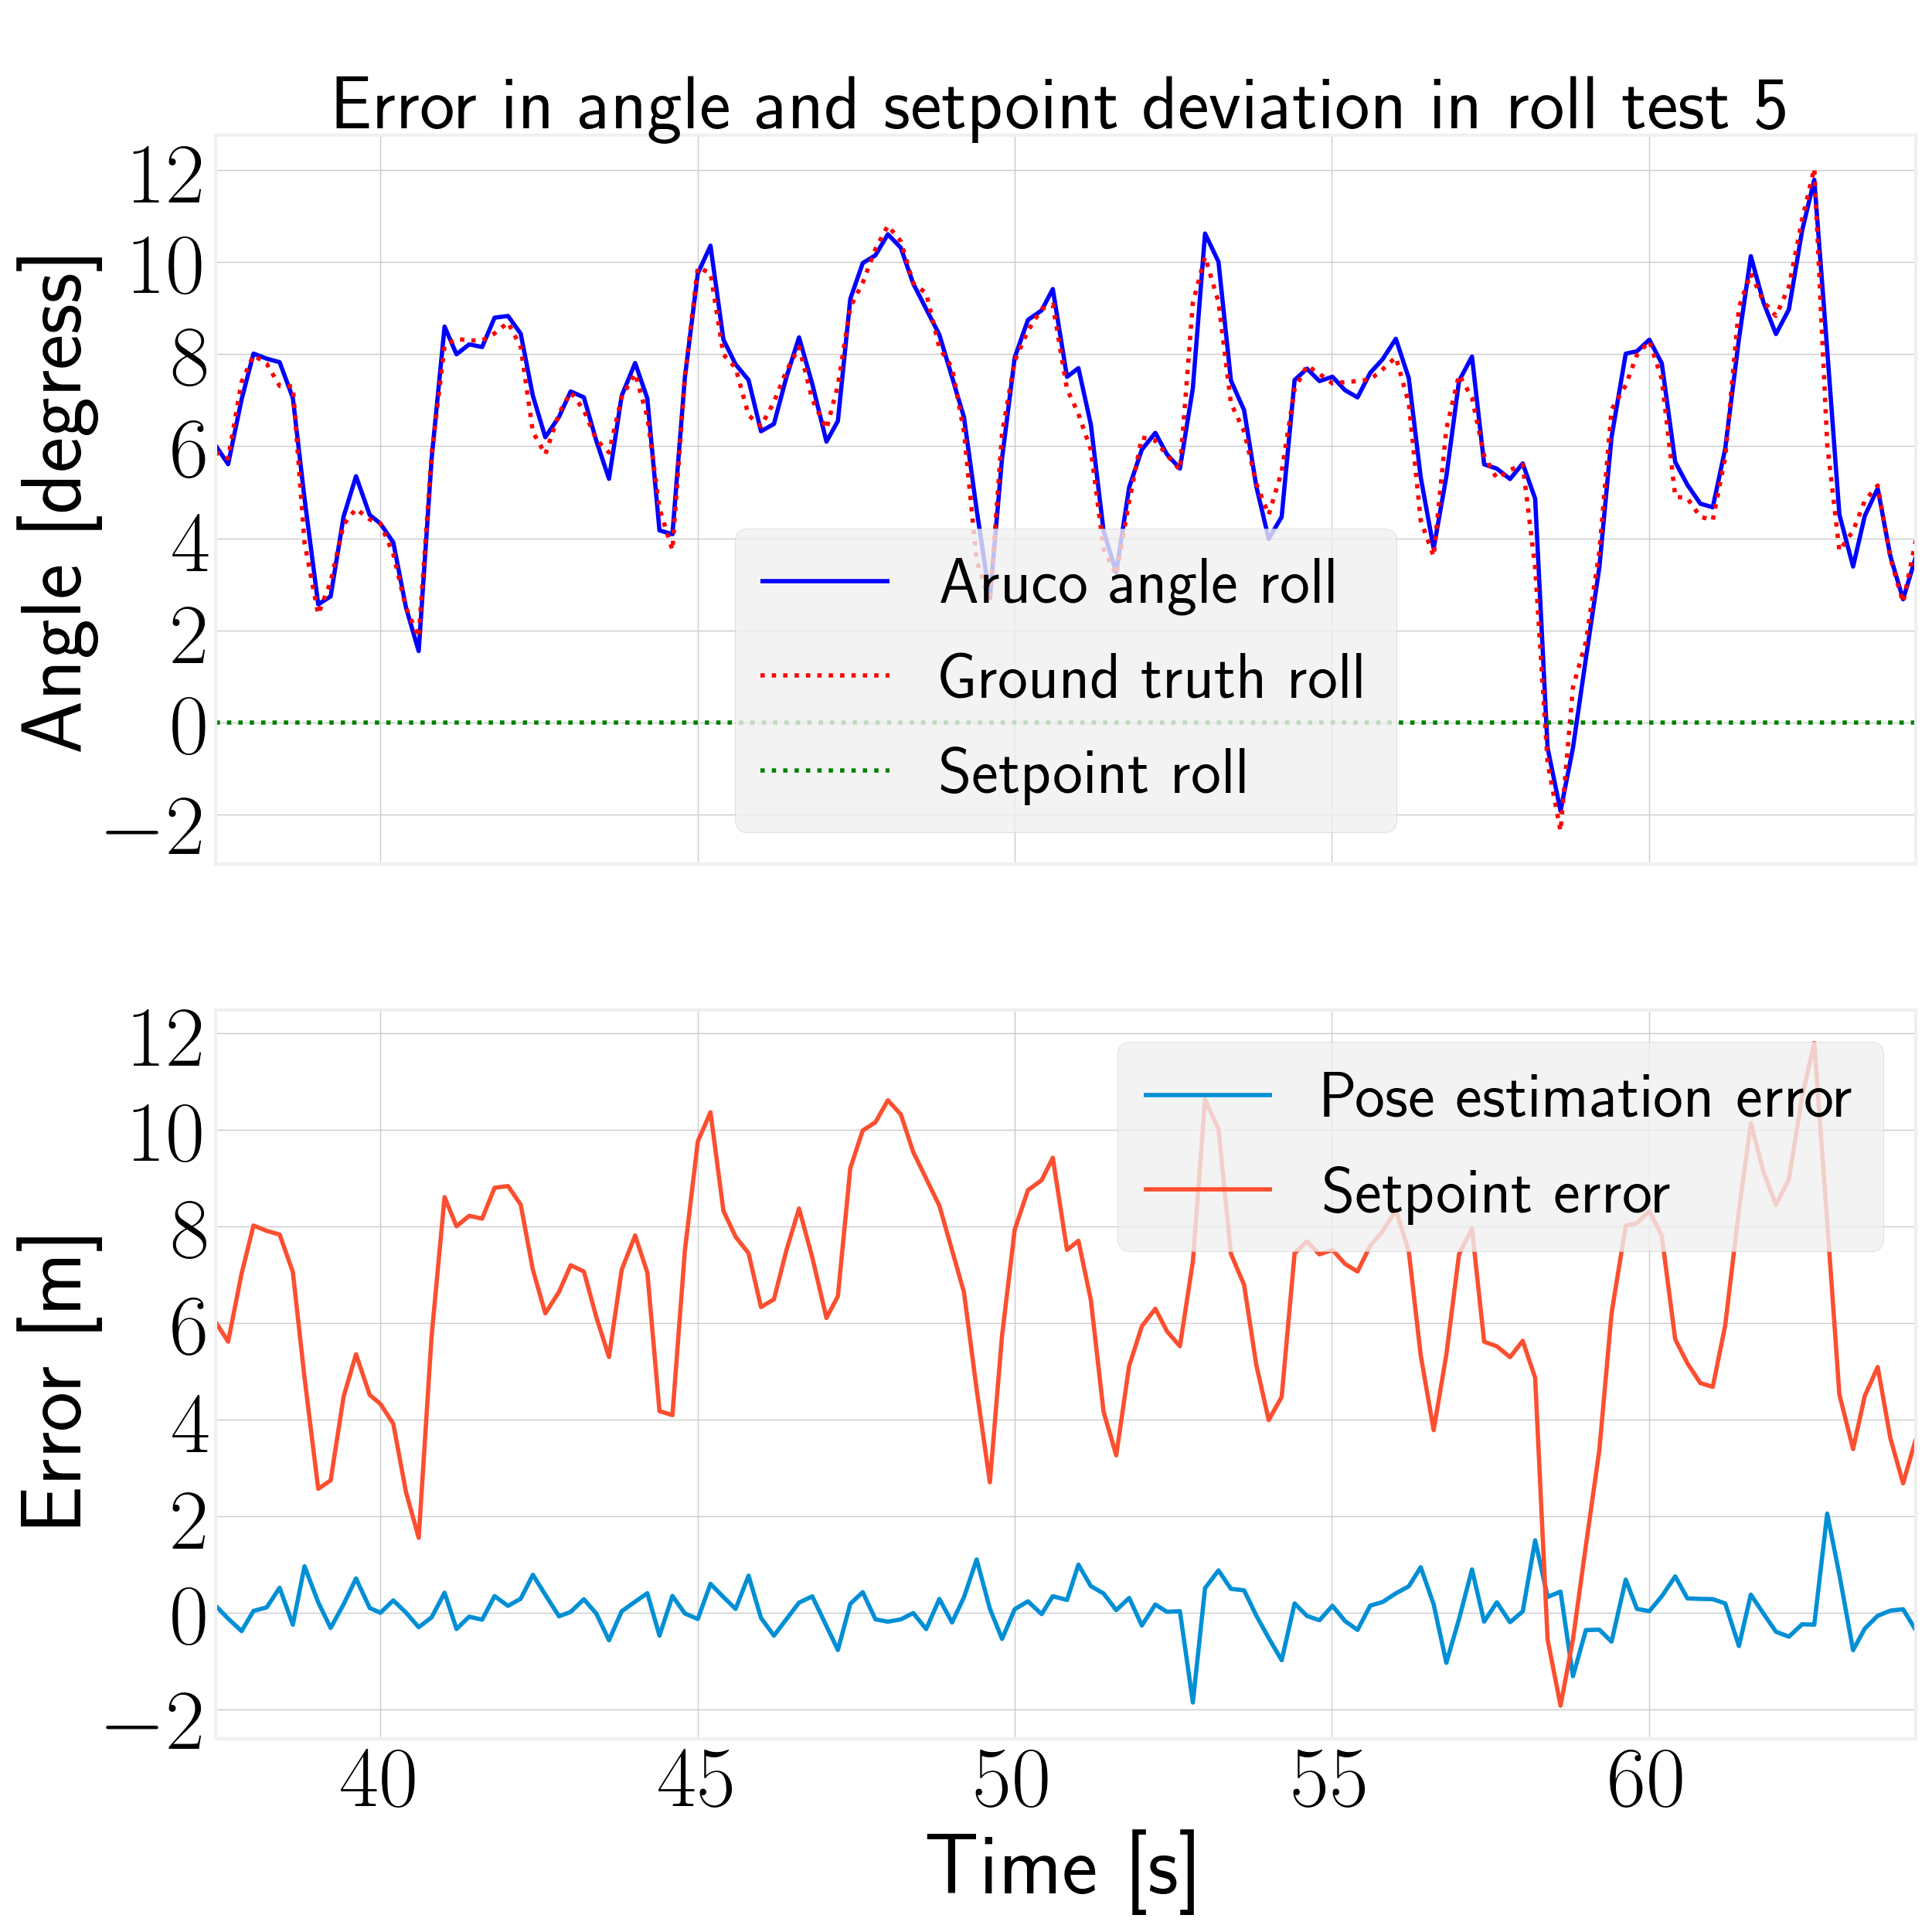 Error in angle and setpoint deviation in roll test 5
Angle [degress]
12
10
8
6
4
2
0
−2
Aruco angle roll
Ground truth roll
Setpoint roll
Error [m]
12
10
8
6
4
2
0
−2
Pose estimation error
Setpoint error
40 45 50 55 60
Time [s]